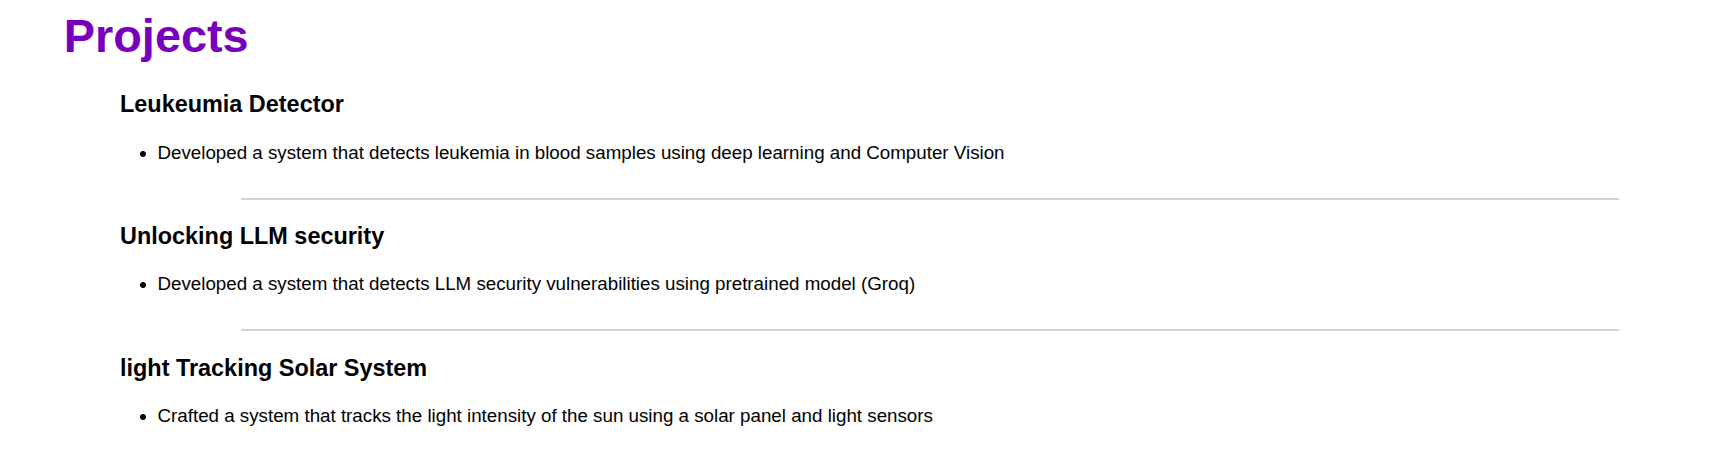 Projects
Leukeumia Detector
• Developed a system that detects leukemia in blood samples using deep learning and Computer Vision
Unlocking LLM security
• Developed a system that detects LLM security vulnerabilities using pretrained model (Groq)
light Tracking Solar System
• Crafted a system that tracks the light intensity of the sun using a solar panel and light sensors